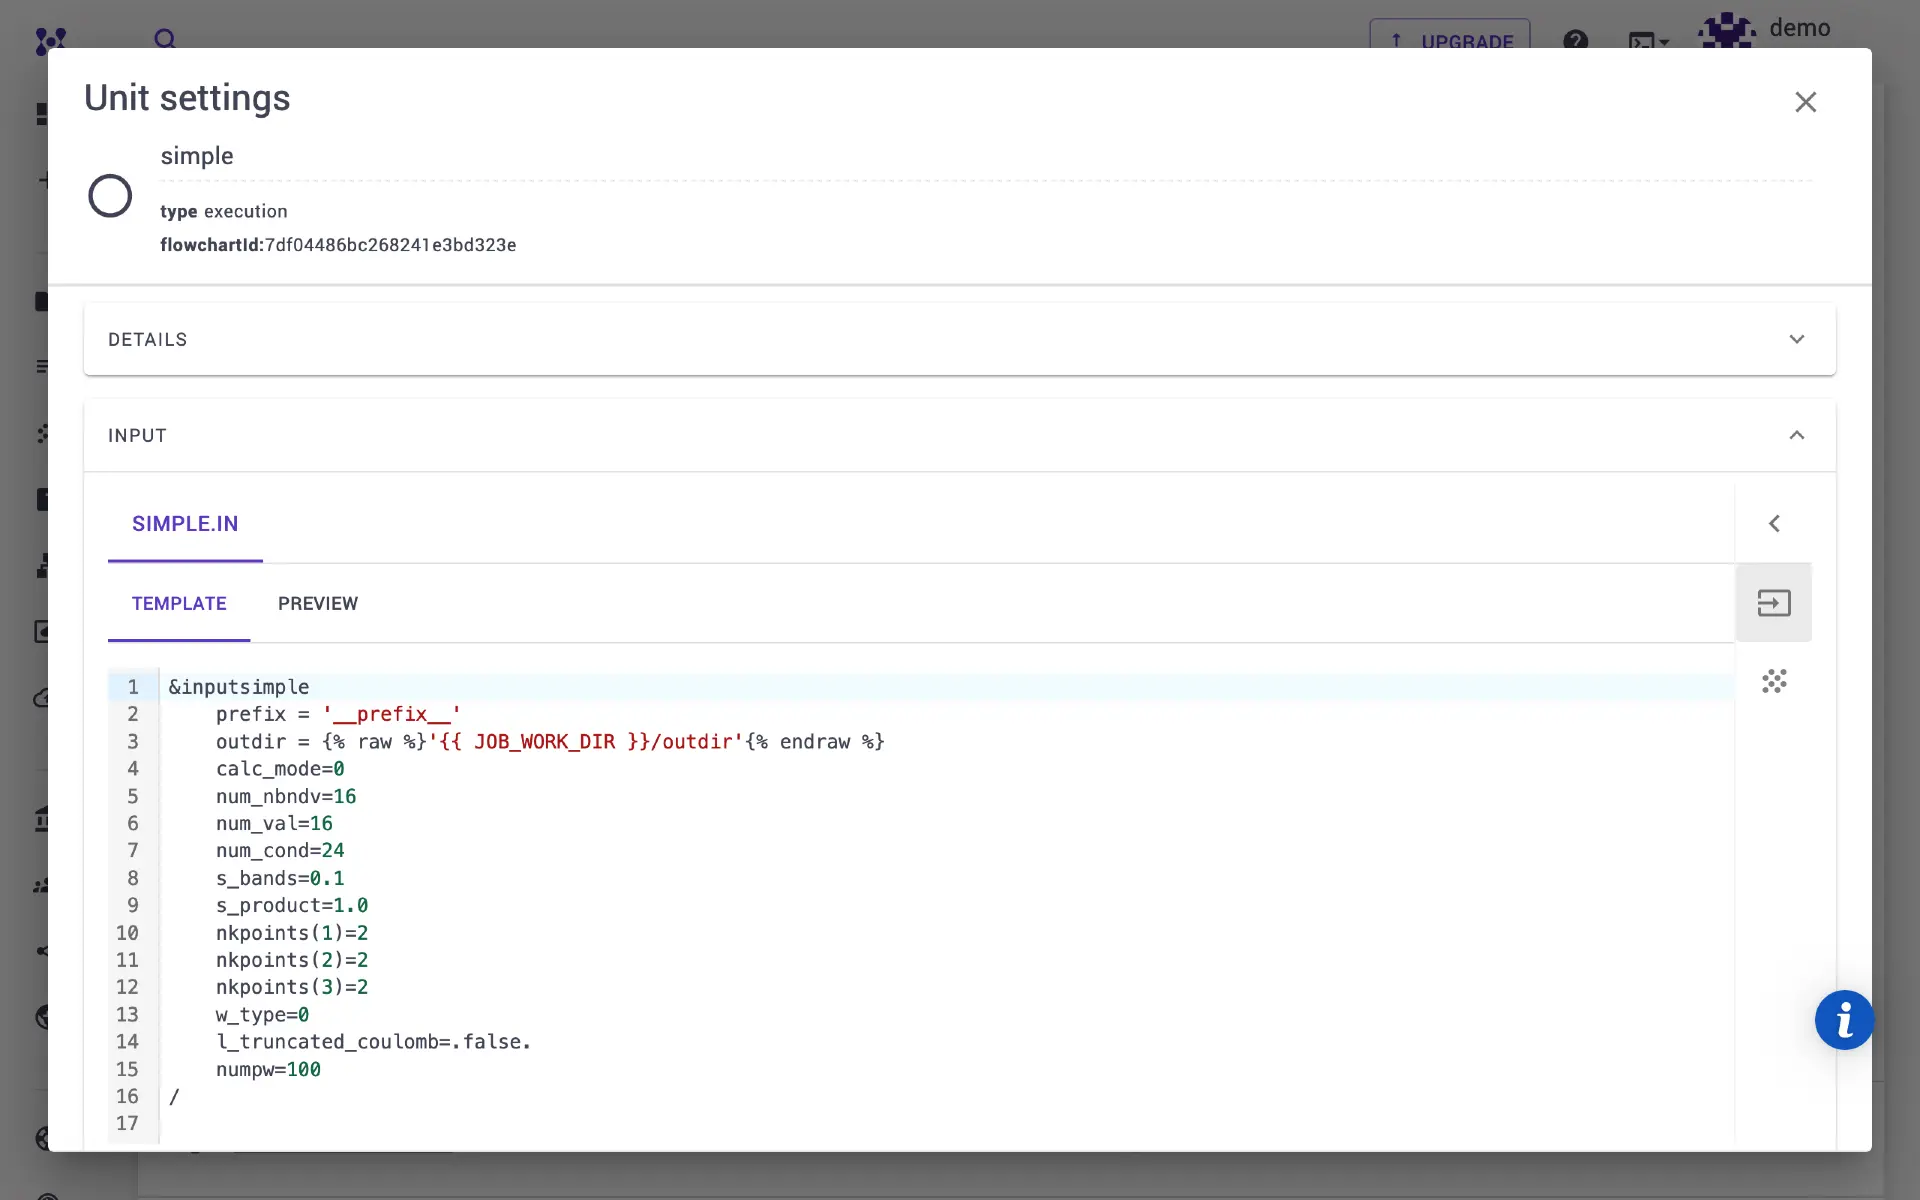 UPGRADE
demo
Unit settings
simple
type execution
flowchartId:7df04486bc268241e3bd323e
DETAILS
INPUT
SIMPLE.IN
TEMPLATE
PREVIEW
1 &inputsimple
2 prefix = '__prefix__'
3 outdir = {% raw %}'{{ JOB_WORK_DIR }}/outdir'{% endraw %}
4 calc_mode=0
5 num_nbndv=16
6 num_val=16
7 num_cond=24
8 s_bands=0.1
9 s_product=1.0
10 nkpoints(1)=2
11 nkpoints(2)=2
12 nkpoints(3)=2
13 w_type=0
14 l_truncated_coulomb=.false.
15 numpw=100
16 /
17